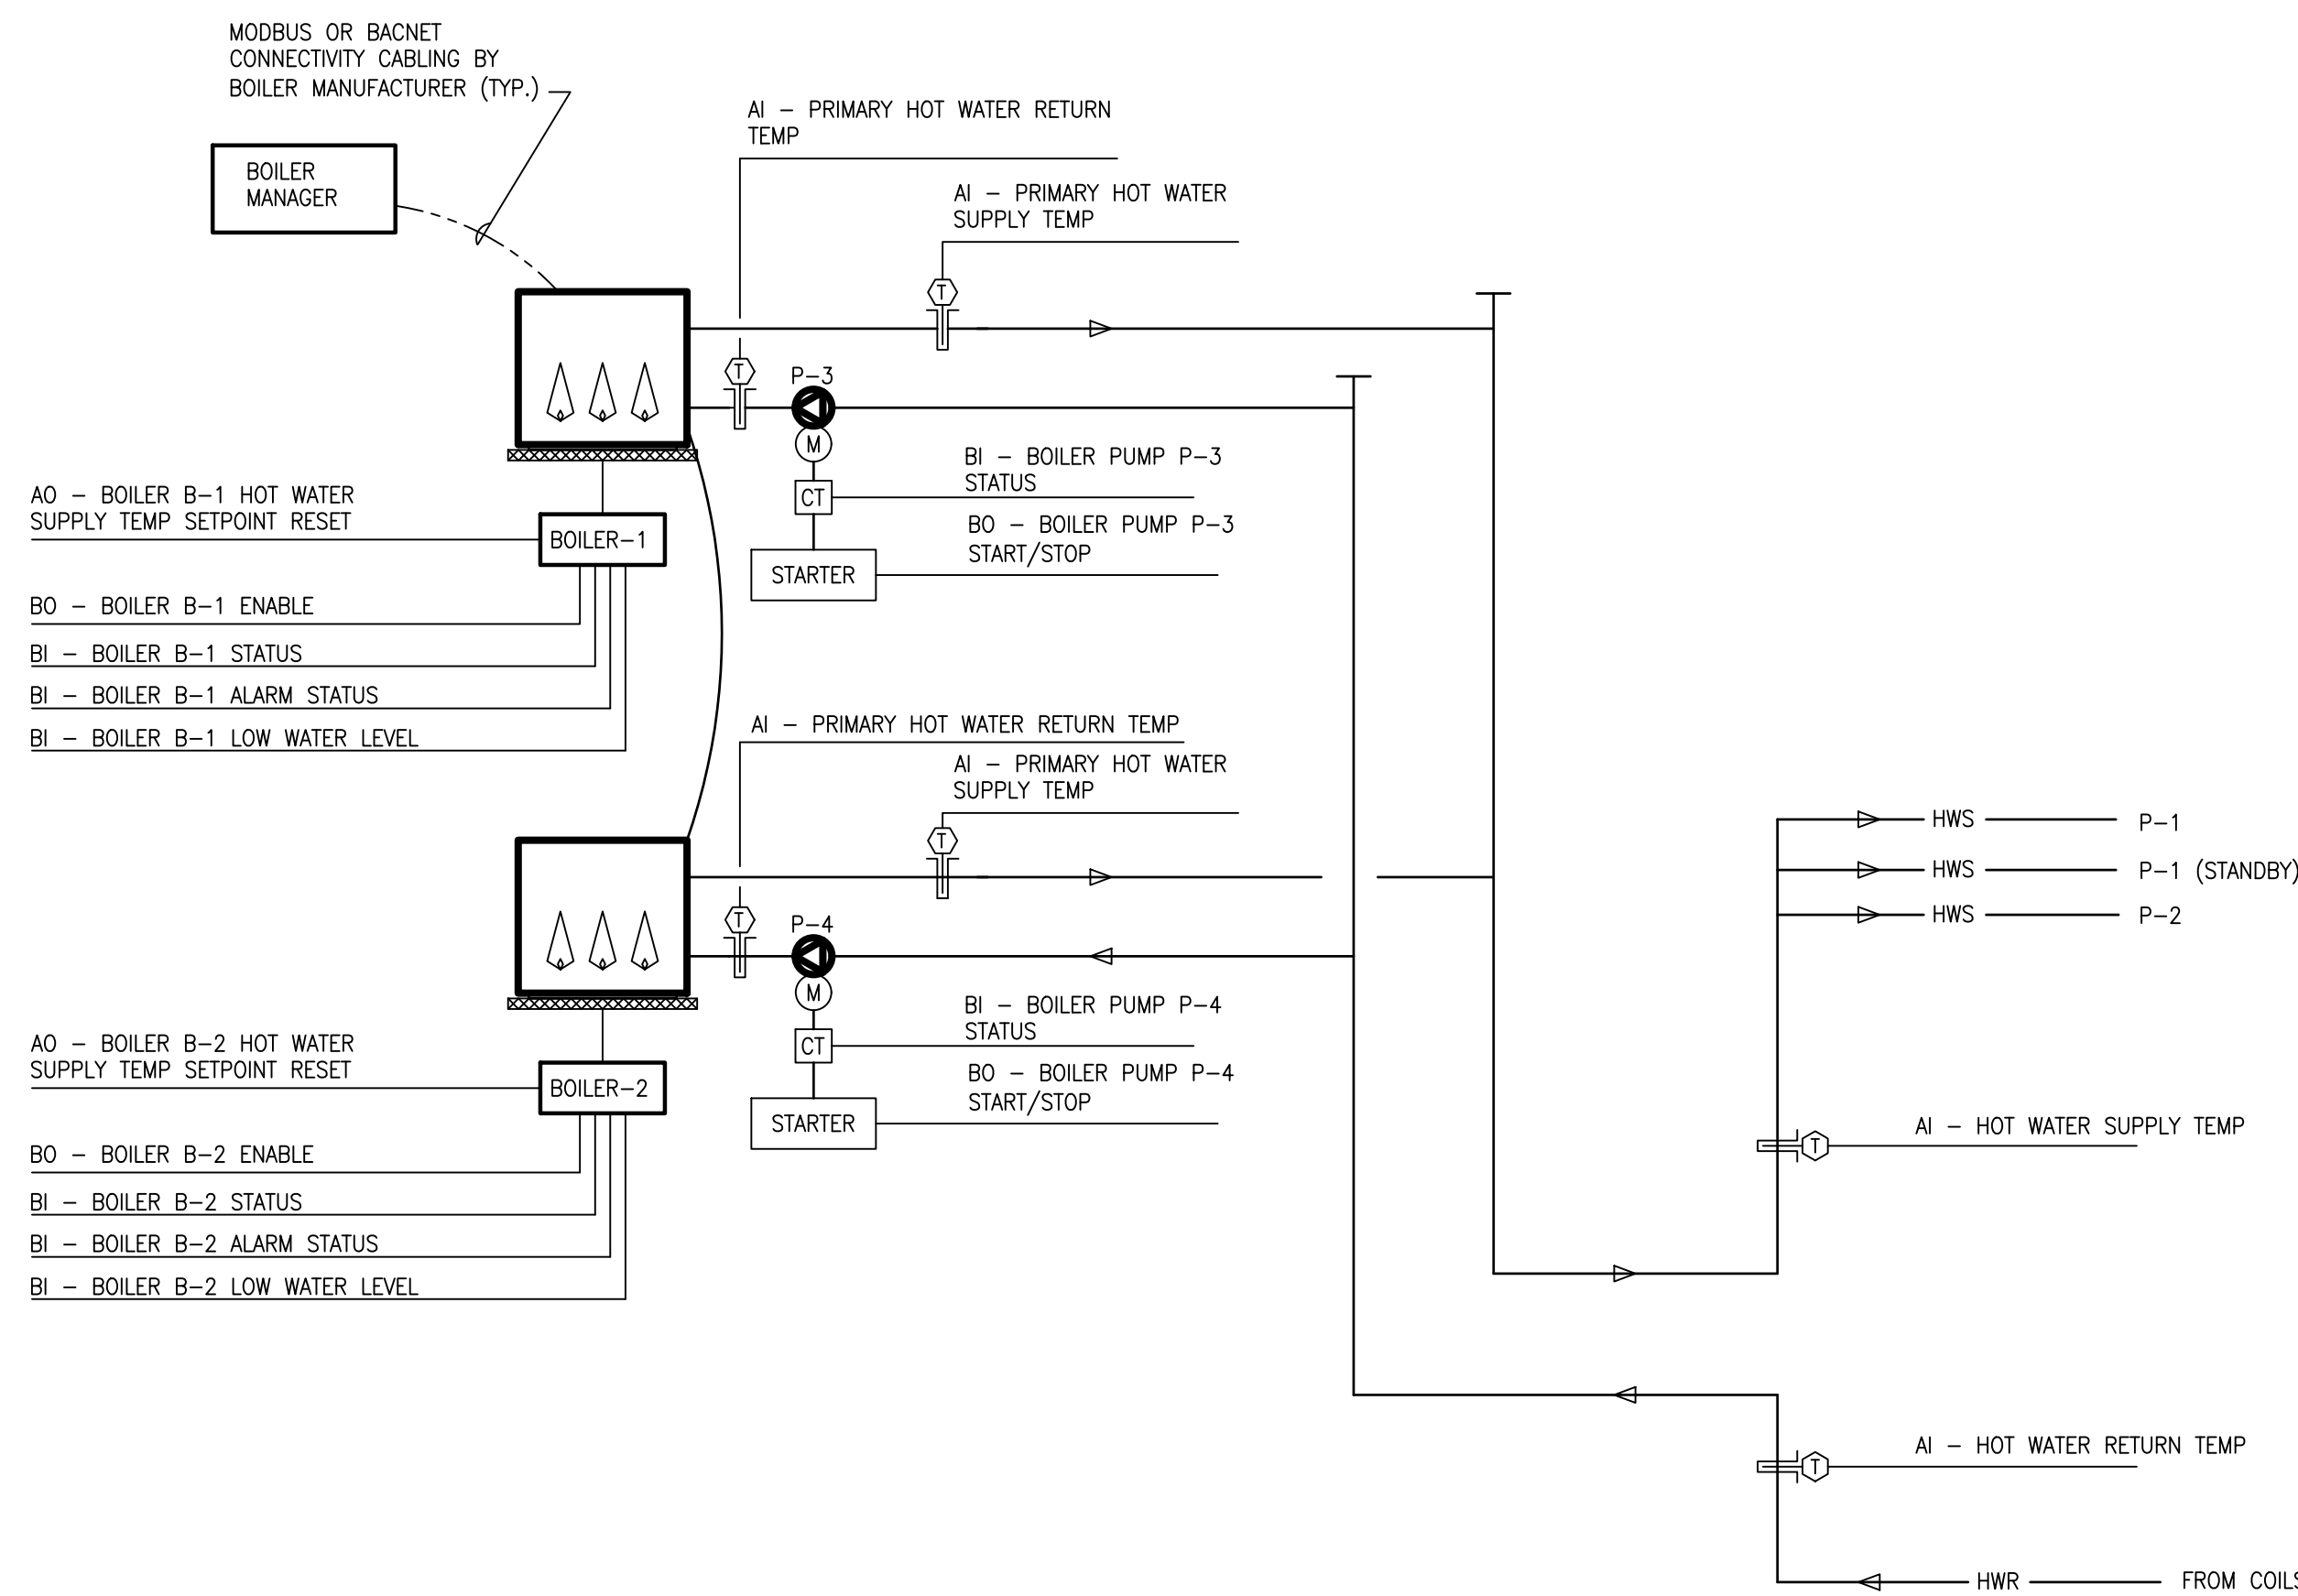 MODBUS OR BACNET
CONNECTIVITY CABLING BY
BOILER MANUFACTURER (TYP.)
BOILER
MANAGER
AI - PRIMARY HOT WATER RETURN
TEMP
AI - PRIMARY HOT WATER
SUPPLY TEMP
T
T
P-3
M
CT
STARTER
BI - BOILER PUMP P-3
STATUS
BO - BOILER PUMP P-3
START/STOP
AO - BOILER B-1 HOT WATER
SUPPLY TEMP SETPOINT RESET
BOILER-1
BO - BOILER B-1 ENABLE
BI - BOILER B-1 STATUS
BI - BOILER B-1 ALARM STATUS
BI - BOILER B-1 LOW WATER LEVEL
AI - PRIMARY HOT WATER RETURN TEMP
AI - PRIMARY HOT WATER
SUPPLY TEMP
T
T
P-4
M
CT
STARTER
BI - BOILER PUMP P-4
STATUS
BO - BOILER PUMP P-4
START/STOP
AO - BOILER B-2 HOT WATER
SUPPLY TEMP SETPOINT RESET
BOILER-2
BO - BOILER B-2 ENABLE
BI - BOILER B-2 STATUS
BI - BOILER B-2 ALARM STATUS
BI - BOILER B-2 LOW WATER LEVEL
HWS P-1
HWS P-1 (STANDBY)
HWS P-2
T
AI - HOT WATER SUPPLY TEMP
T
AI - HOT WATER RETURN TEMP
HWR FROM COILS